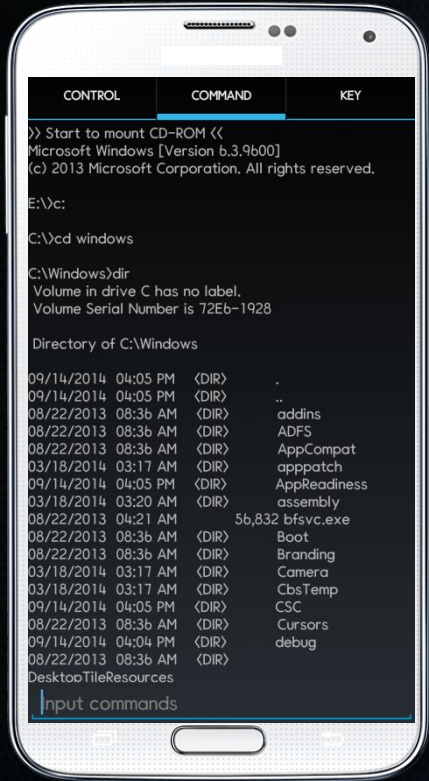 CONTROL COMMAND KEY
>> Start to mount CD-ROM <<
Microsoft Windows [Version 6.3.9600]
(c) 2013 Microsoft Corporation. All rights reserved.
E:\>c:
C:\>cd windows
C:\Windows>dir
Volume in drive C has no label.
Volume Serial Number is 72E6-1928
Directory of C:\Windows
09/14/2014 04:05 PM <DIR> .
09/14/2014 04:05 PM <DIR> ..
08/22/2013 08:36 AM <DIR> addins
08/22/2013 08:36 AM <DIR> ADFS
08/22/2013 08:36 AM <DIR> AppCompat
03/18/2014 03:17 AM <DIR> apppatch
09/14/2014 04:05 PM <DIR> AppReadiness
03/18/2014 03:20 AM <DIR> assembly
08/22/2013 04:21 AM 56,832 bfsvc.exe
08/22/2013 08:36 AM <DIR> Boot
08/22/2013 08:36 AM <DIR> Branding
03/18/2014 03:17 AM <DIR> Camera
03/18/2014 03:17 AM <DIR> CbsTemp
09/14/2014 04:05 PM <DIR> CSC
08/22/2013 08:36 AM <DIR> Cursors
09/14/2014 04:04 PM <DIR> debug
08/22/2013 08:36 AM <DIR>
DesktopTileResources
Input commands